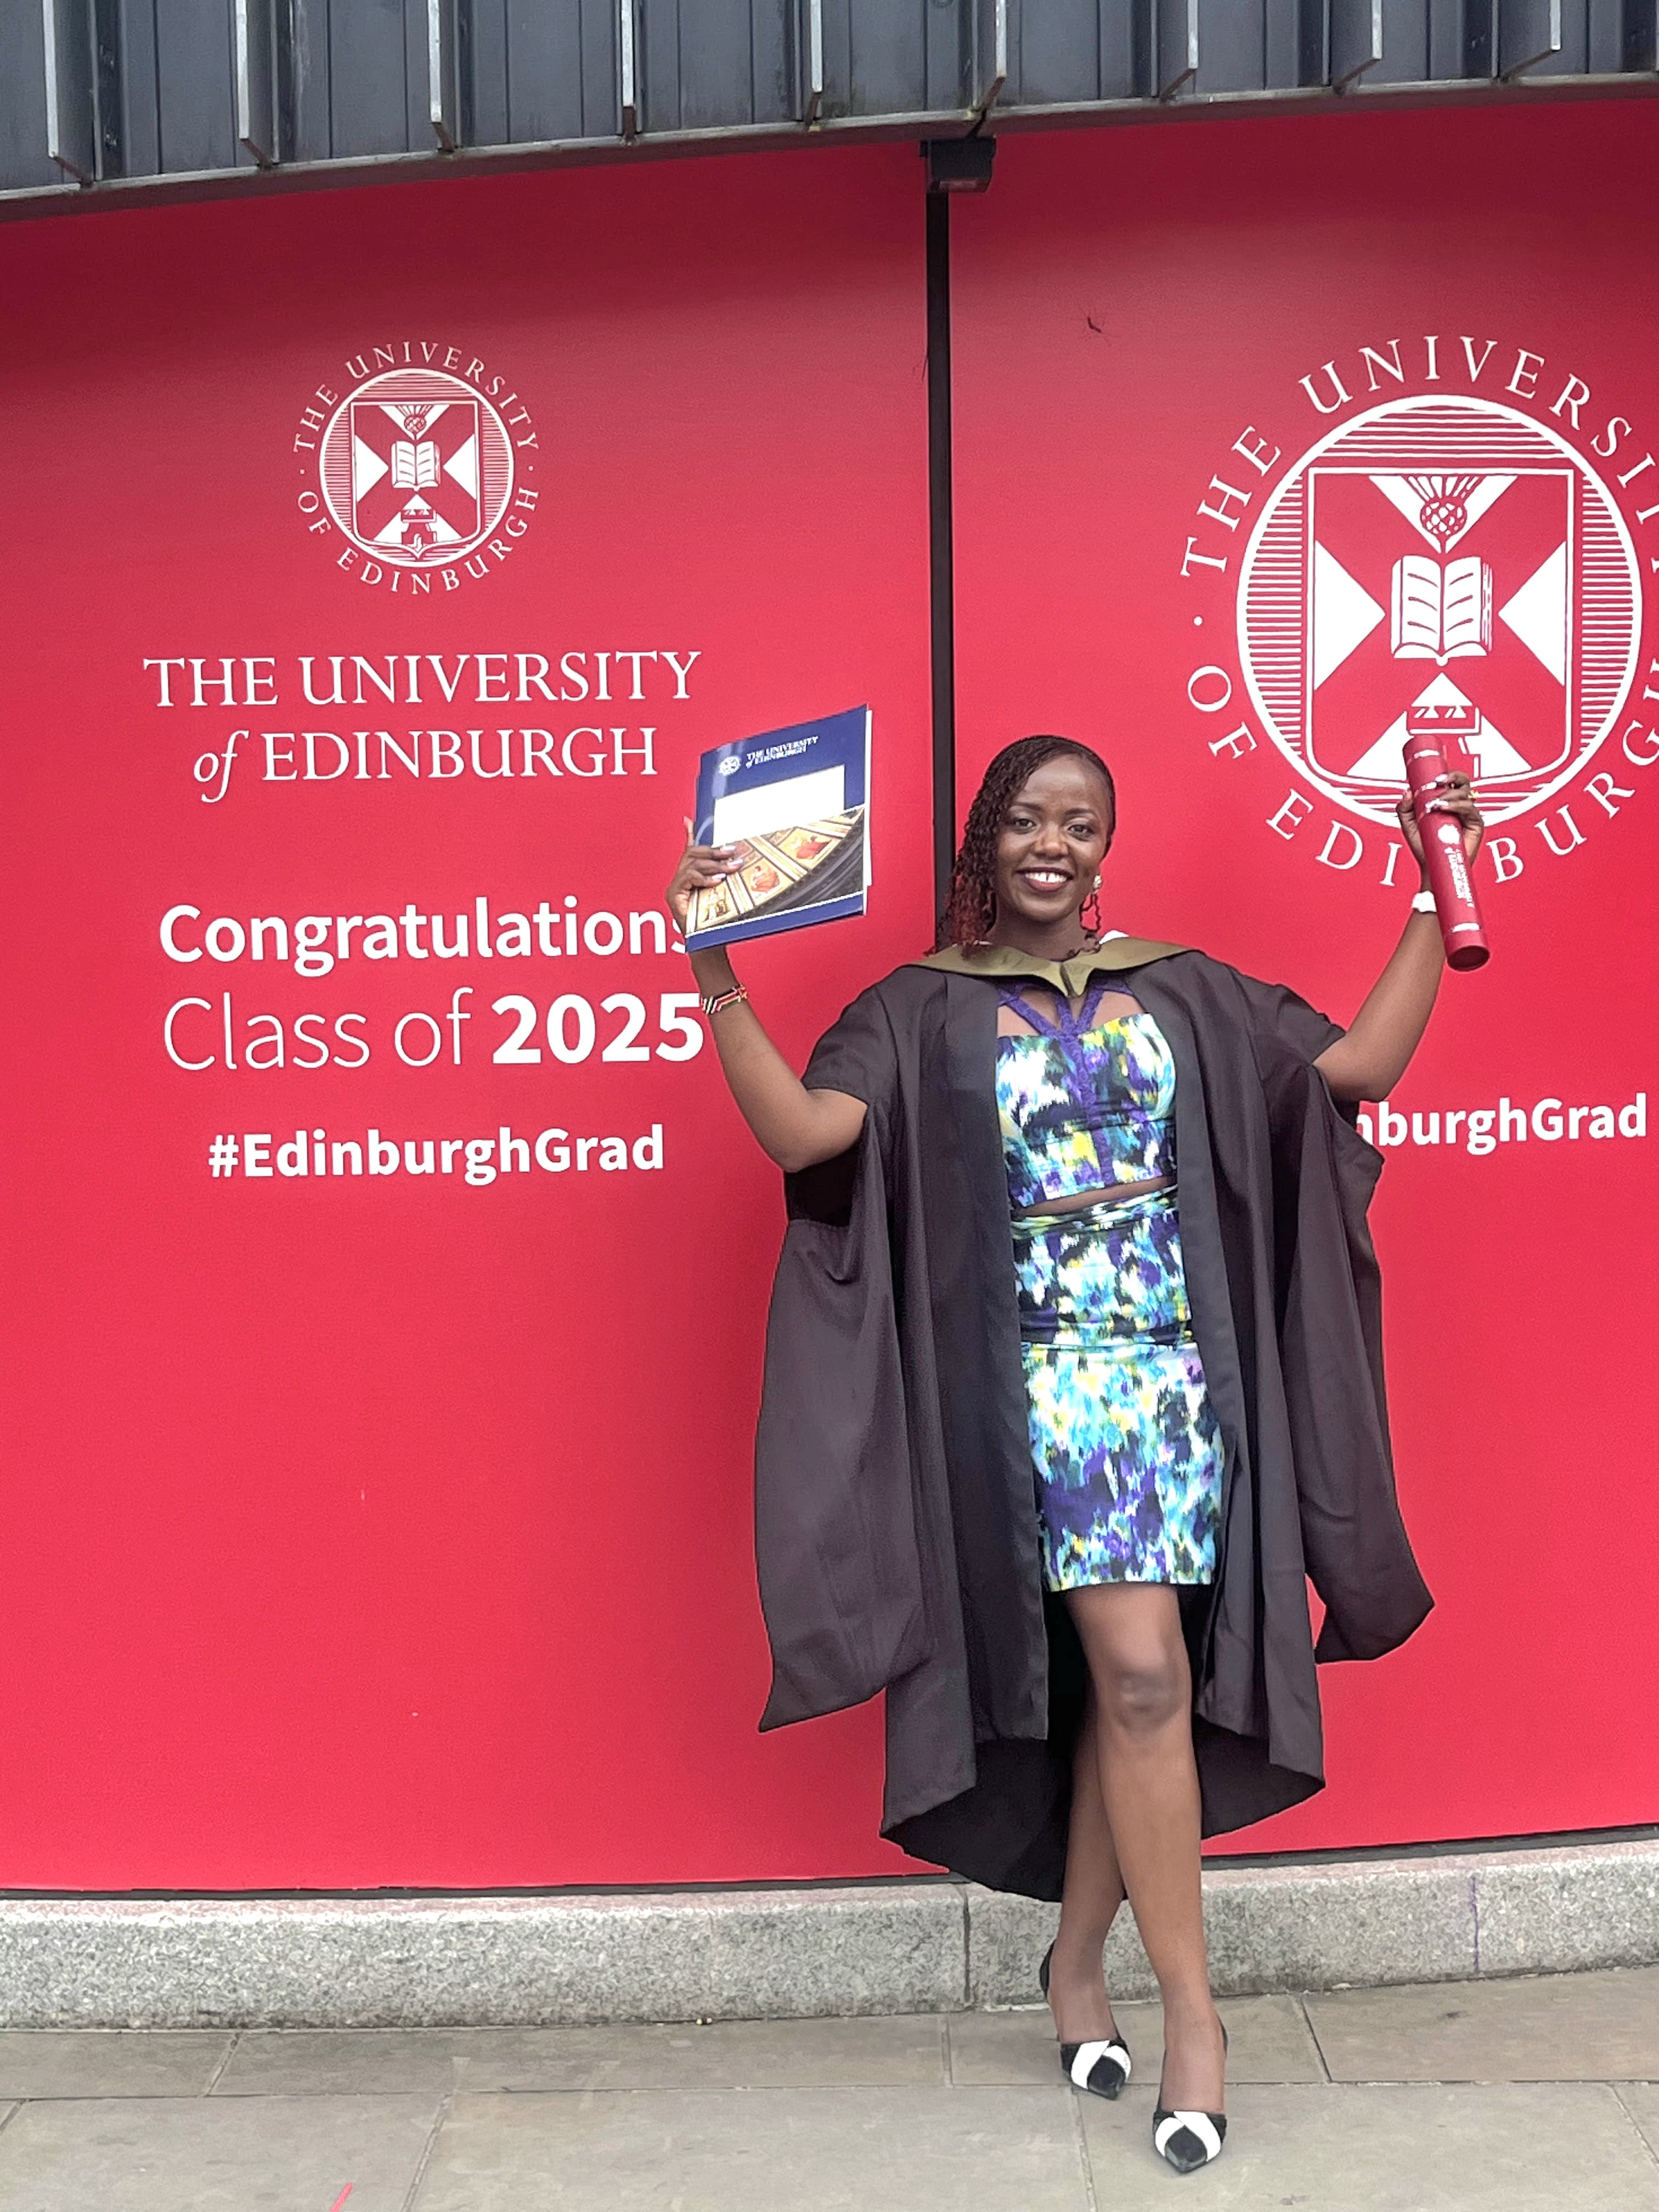 THE UNIVERSITY
OF EDINBURGH
THE UNIVERSITY
of EDINBURGH
Congratulations
Class of 2025
#EdinburghGrad
THE UNIVERSITY
of EDINBURGH
THE UNIVERSITY
OF EDINBURGH
nburghGrad